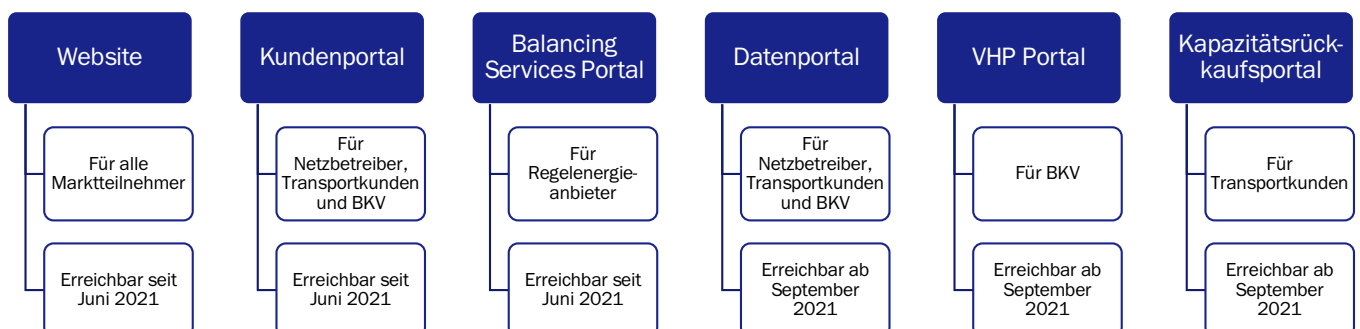 Website
Für alle
Marktteilnehmer
Erreichbar seit
Juni 2021
Kundenportal
Für
Netzbetreiber,
Transportkunden
und BKV
Erreichbar seit
Juni 2021
Balancing
Services Portal
Für
Regelenergie-
anbieter
Erreichbar seit
Juni 2021
Datenportal
Für
Netzbetreiber,
Transportkunden
und BKV
Erreichbar ab
September
2021
VHP Portal
Für BKV
Erreichbar ab
September
2021
Kapazitätsrück-
kaufsportal
Für
Transportkunden
Erreichbar ab
September
2021